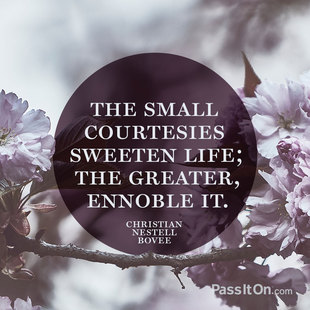 THE SMALL
COURTESIES
SWEETEN LIFE;
THE GREATER,
ENNOBLE IT.
CHRISTIAN
NESTELL
BOVEE
PassItOn.com